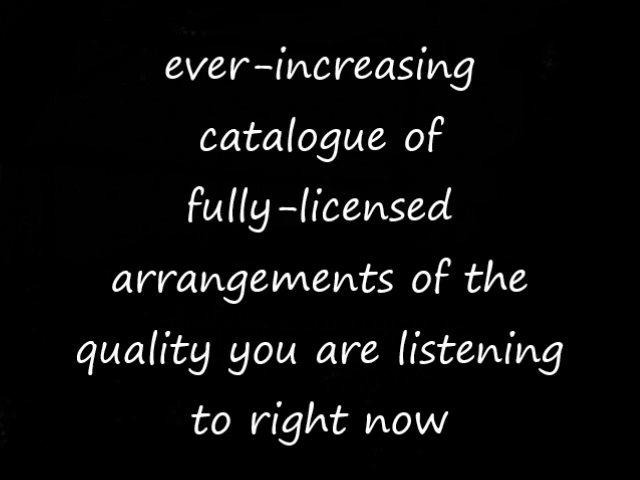 ever-increasing
catalogue of
fully-licensed
arrangements of the
quality you are listening
to right now